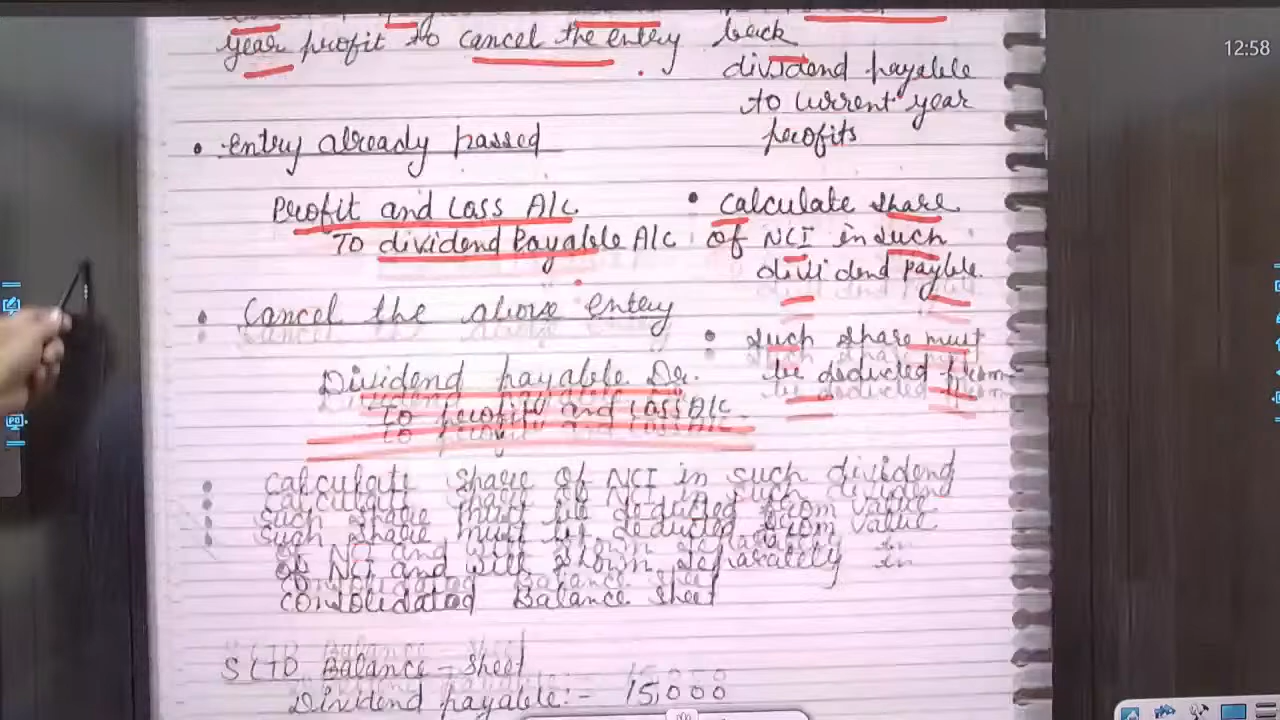 year profit to cancel the entry
back
dividend payable
to current year
profits
• entry already passed
Profit and Loss A/c
To dividend Payable A/c
• Calculate share
of NCI in such
dividend payble.
• Cancel the above entry
Dividend payable Dr.
To profit and Loss A/c.
• such share must
be deducted from
• Calculate share of NCI in such dividend
• such share must be deducted from value
of NCI and will shown separately in
consolidated Balance sheet
S LTD Balance-sheet
Dividend payable:- 15,000
12:58